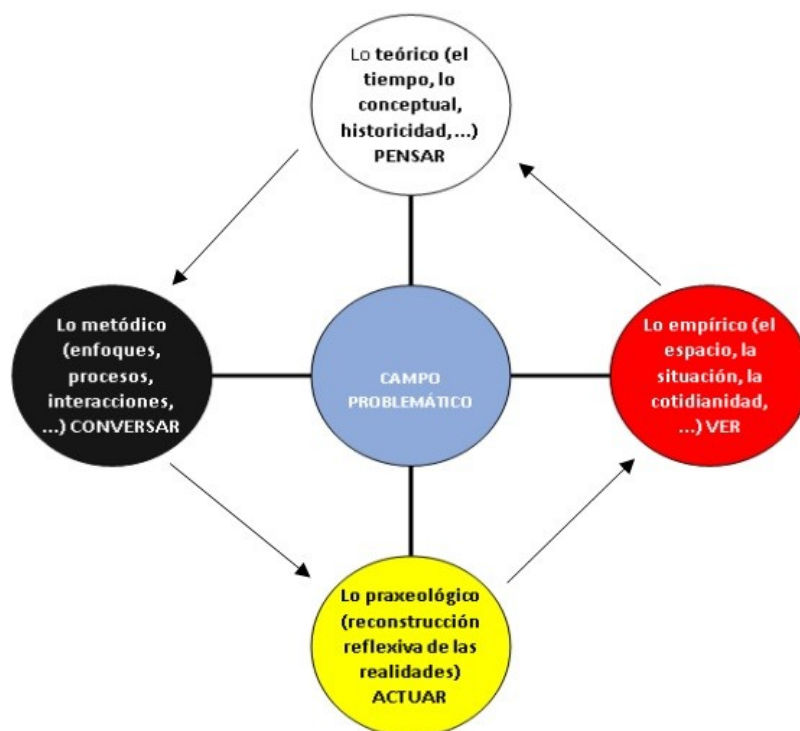 Lo teórico (el
tiempo, lo
conceptual,
historicidad,...)
PENSAR
Lo metódico
(enfoques,
procesos,
interacciones,
...) CONVERSAR
CAMPO
PROBLEMÁTICO
Lo empírico (el
espacio, la
situación, la
cotidianidad,
...) VER
Lo praxeológico
(reconstrucción
reflexiva de las
realidades)
ACTUAR